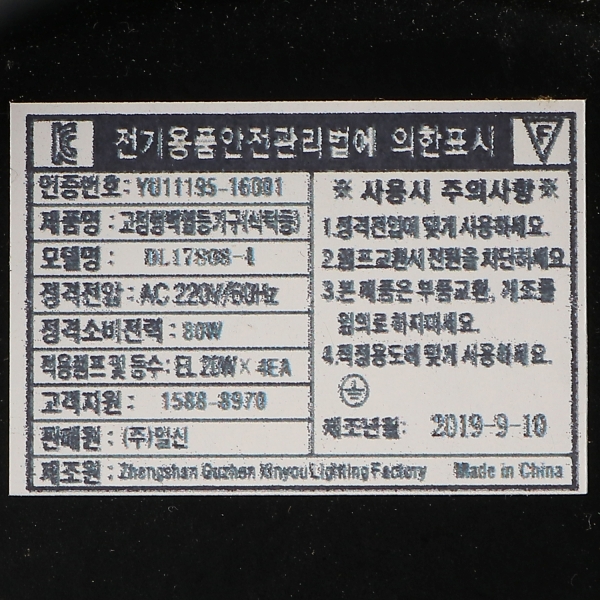 전기용품안전관리법에 의한표시
인증번호: YU11195-16001
제품명: 고정형백열등기구(식탁등)
모델명: DL17808-1
정격전압: AC 220V/60Hz
정격소비전력: 80W
적용램프 및 등수: EL 20W X 4EA
고객지원: 1588-8970
판매원: (주)일신
※ 사용시 주의사항 ※
1.정격전압에 맞게 사용하세요.
2.램프교환시 전원을 차단하세요.
3.본 제품은 부품교환, 개조를
임의로 하지마세요.
4.적정용도에 맞게 사용하세요.
제조년월: 2019-9-10
제조원: Zhongshan Guzhen Xinyou Lighting Factory Made in China